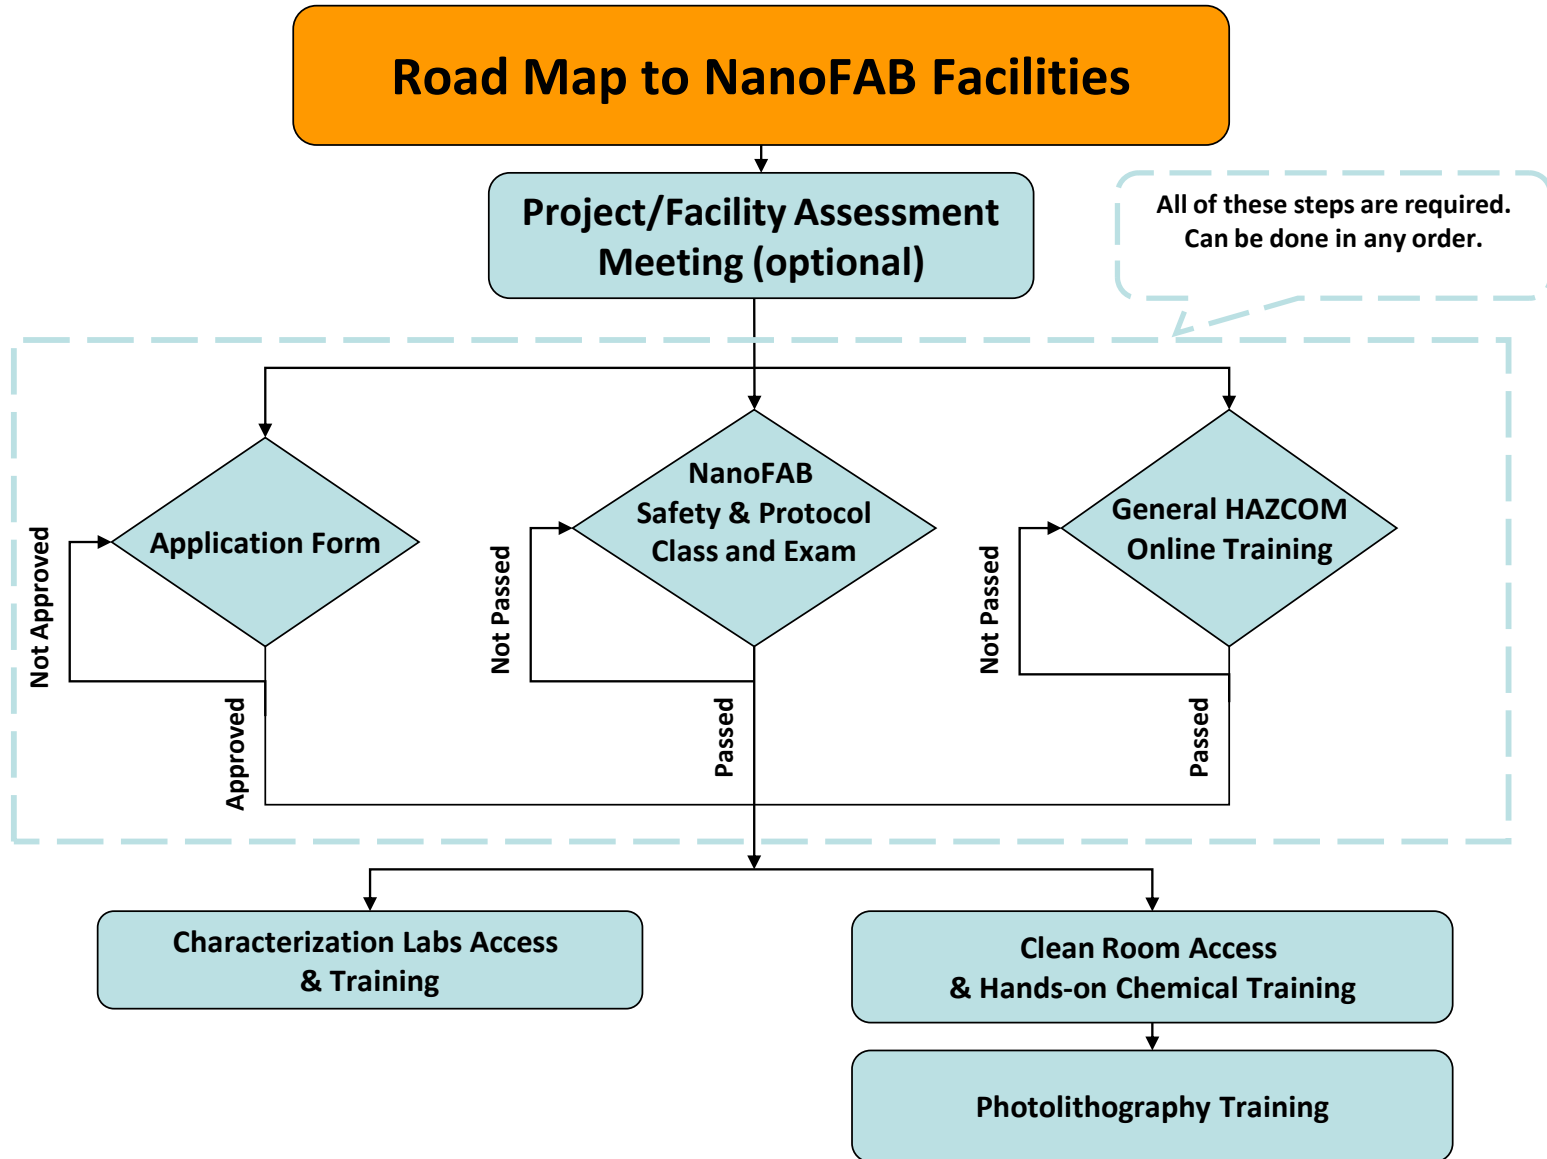 Road Map to NanoFAB Facilities
Project/Facility Assessment
Meeting (optional)
All of these steps are required.
Can be done in any order.
Application Form
Not Approved
Approved
NanoFAB
Safety & Protocol
Class and Exam
Not Passed
Passed
General HAZCOM
Online Training
Not Passed
Passed
Characterization Labs Access
& Training
Clean Room Access
& Hands-on Chemical Training
Photolithography Training